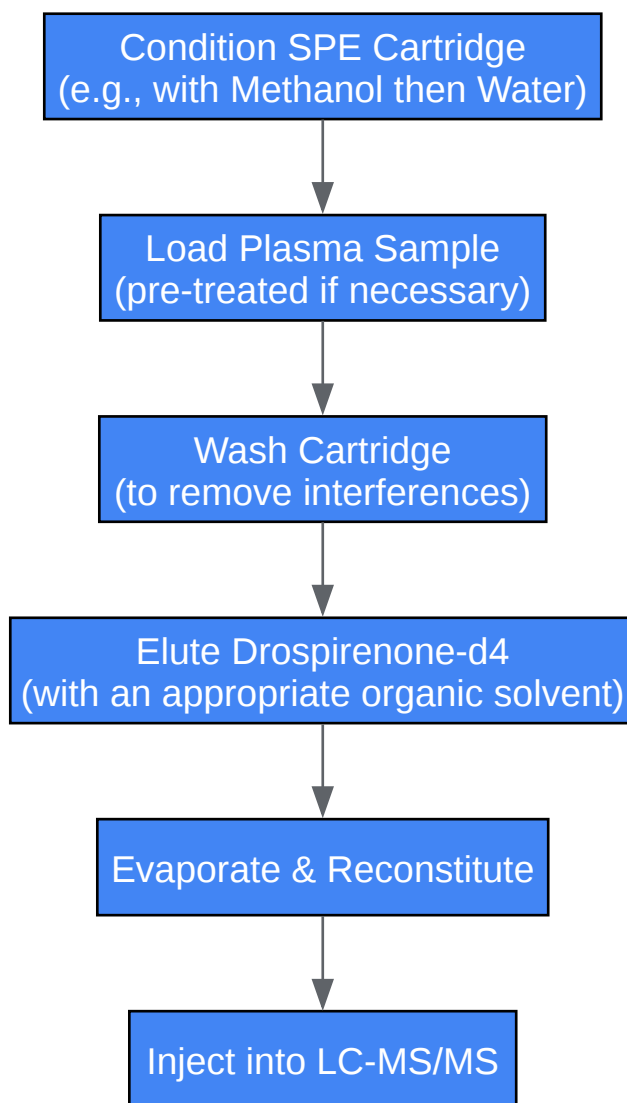 Condition SPE Cartridge
(e.g., with Methanol then Water)
Load Plasma Sample
(pre-treated if necessary)
Wash Cartridge
(to remove interferences)
Elute Drospirenone-d4
(with an appropriate organic solvent)
Evaporate & Reconstitute
Inject into LC-MS/MS